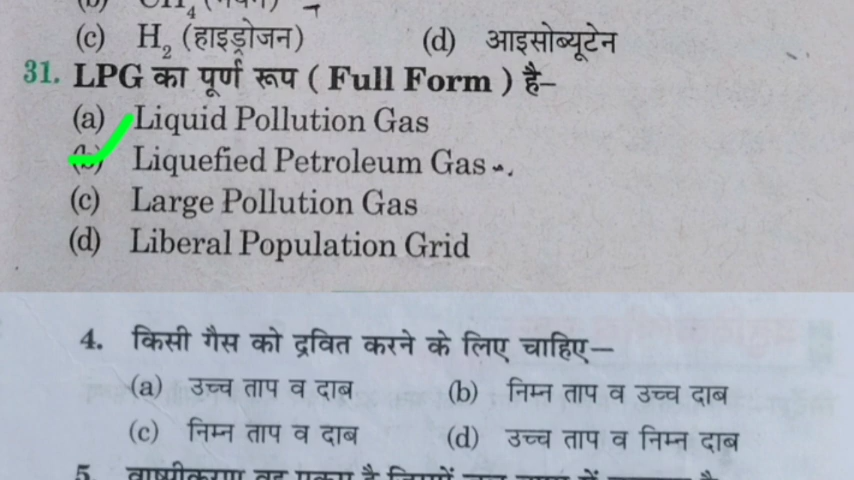 (c) H₂ (हाइड्रोजन) (d) आइसोब्यूटेन
31. LPG का पूर्ण रूप ( Full Form ) है–
(a) Liquid Pollution Gas
(b) Liquefied Petroleum Gas
(c) Large Pollution Gas
(d) Liberal Population Grid
4. किसी गैस को द्रवित करने के लिए चाहिए—
(a) उच्च ताप व दाब (b) निम्न ताप व उच्च दाब
(c) निम्न ताप व दाब (d) उच्च ताप व निम्न दाब
5.